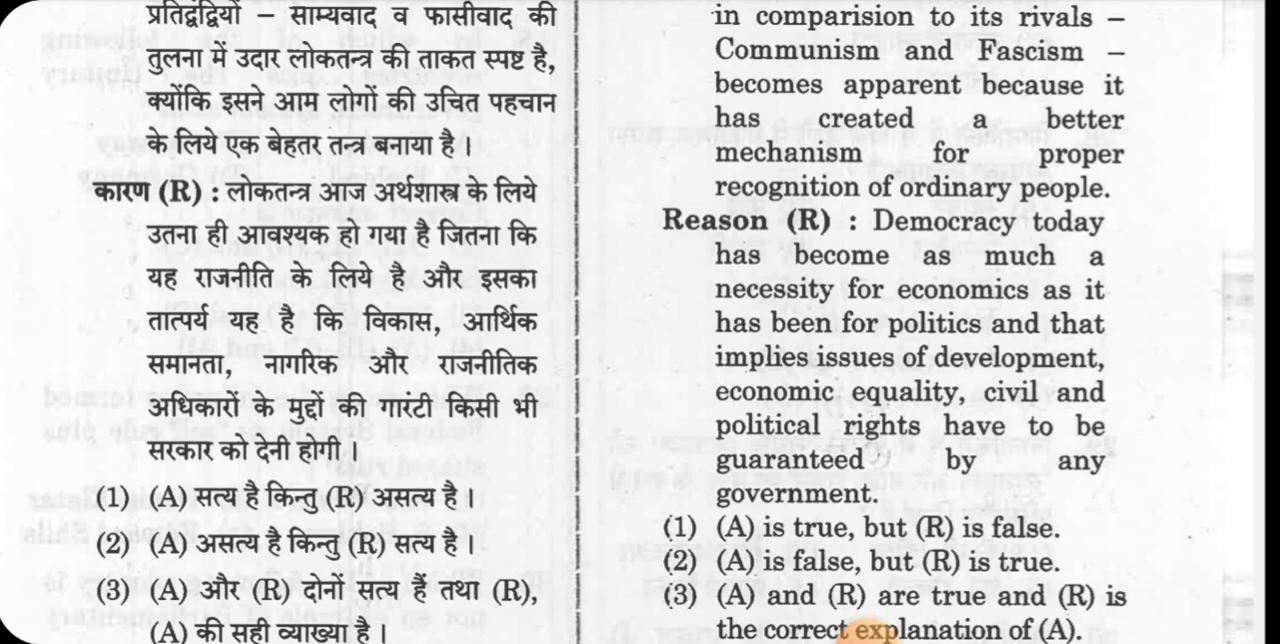 प्रतिद्वंद्वियों – साम्यवाद व फासीवाद की
तुलना में उदार लोकतन्त्र की ताकत स्पष्ट है,
क्योंकि इसने आम लोगों की उचित पहचान
के लिये एक बेहतर तन्त्र बनाया है।
कारण (R) : लोकतन्त्र आज अर्थशास्त्र के लिये
उतना ही आवश्यक हो गया है जितना कि
यह राजनीति के लिये है और इसका
तात्पर्य यह है कि विकास, आर्थिक
समानता, नागरिक और राजनीतिक
अधिकारों के मुद्दों की गारंटी किसी भी
सरकार को देनी होगी।
(1) (A) सत्य है किन्तु (R) असत्य है।
(2) (A) असत्य है किन्तु (R) सत्य है।
(3) (A) और (R) दोनों सत्य हैं तथा (R),
(A) की सही व्याख्या है।
in comparision to its rivals –
Communism and Fascism –
becomes apparent because it
has created a better
mechanism for proper
recognition of ordinary people.
Reason (R) : Democracy today
has become as much a
necessity for economics as it
has been for politics and that
implies issues of development,
economic equality, civil and
political rights have to be
guaranteed by any
government.
(1) (A) is true, but (R) is false.
(2) (A) is false, but (R) is true.
(3) (A) and (R) are true and (R) is
the correct explanation of (A).